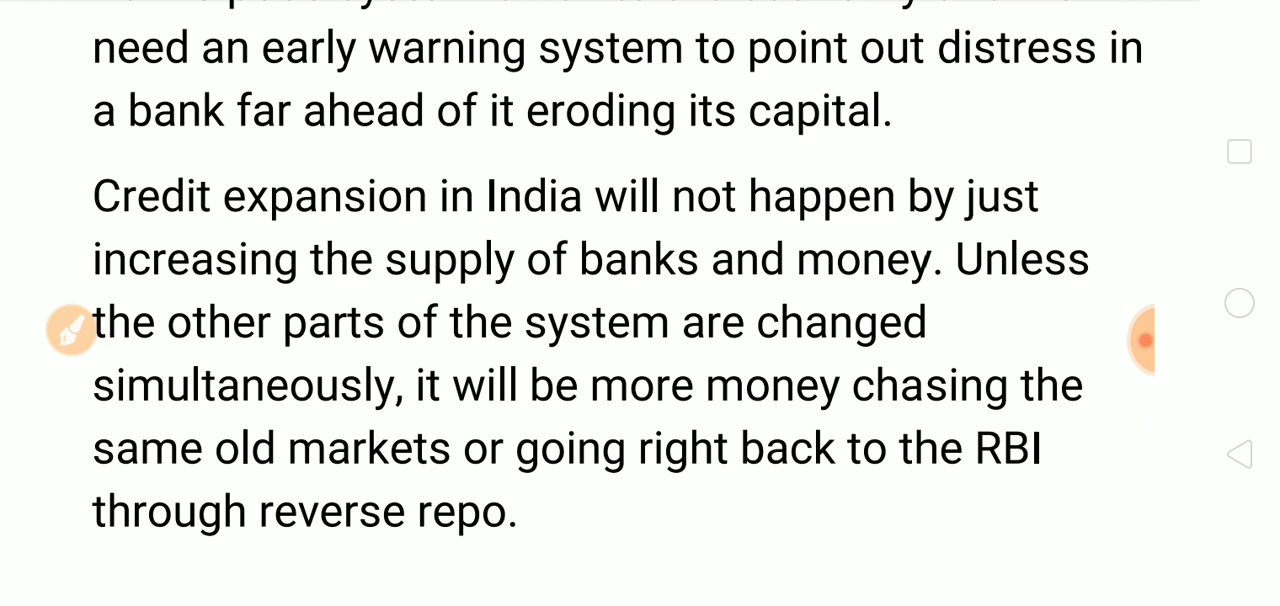 need an early warning system to point out distress in
a bank far ahead of it eroding its capital.
Credit expansion in India will not happen by just
increasing the supply of banks and money. Unless
the other parts of the system are changed
simultaneously, it will be more money chasing the
same old markets or going right back to the RBI
through reverse repo.